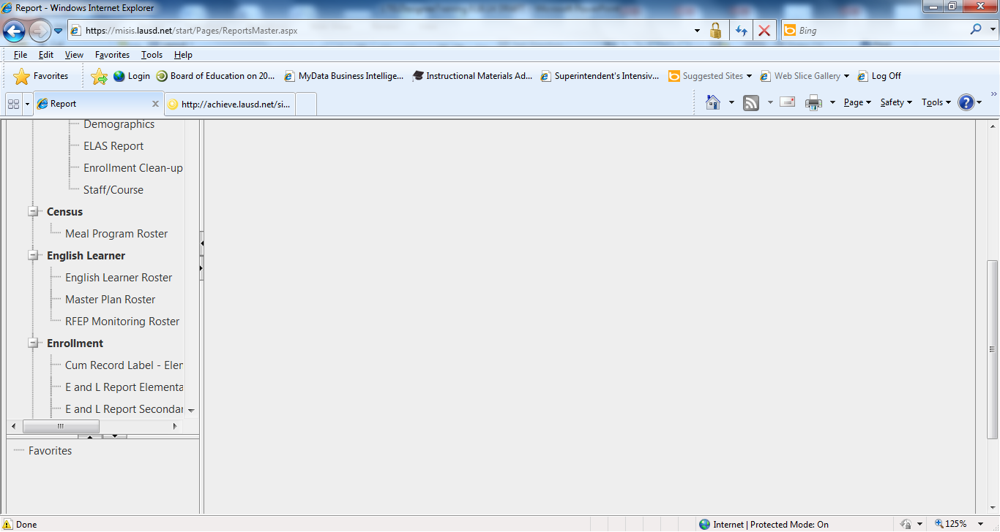 Report - Windows Internet Explorer
https://misis.lausd.net/start/Pages/ReportsMaster.aspx
Bing
File Edit View Favorites Tools Help
Favorites Login Board of Education on 20... MyData Business Intellige... Instructional Materials Ad... Superintendent's Intensiv... Suggested Sites Web Slice Gallery Log Off
Report http://achieve.lausd.net/si... Page Safety Tools
Demographics
ELAS Report
Enrollment Clean-up
Staff/Course
Census
Meal Program Roster
English Learner
English Learner Roster
Master Plan Roster
RFEP Monitoring Roster
Enrollment
Cum Record Label - Elen
E and L Report Elementa
E and L Report Secondar
Favorites
Done Internet | Protected Mode: On 125%